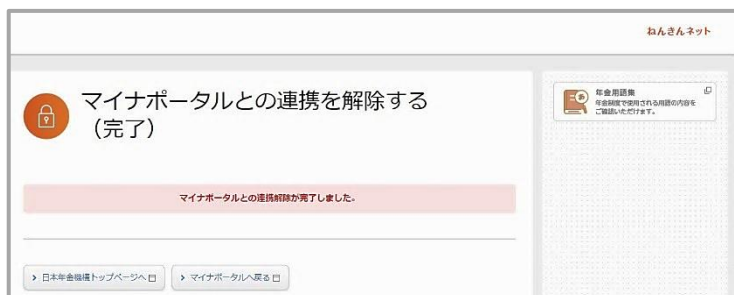 ねんきんネット
マイナポータルとの連携を解除する
（完了）
年金用語集
年金制度で使用される用語の内容を
ご確認いただけます。
マイナポータルとの連携解除が完了しました。
日本年金機構トップページへ
マイナポータルへ戻る